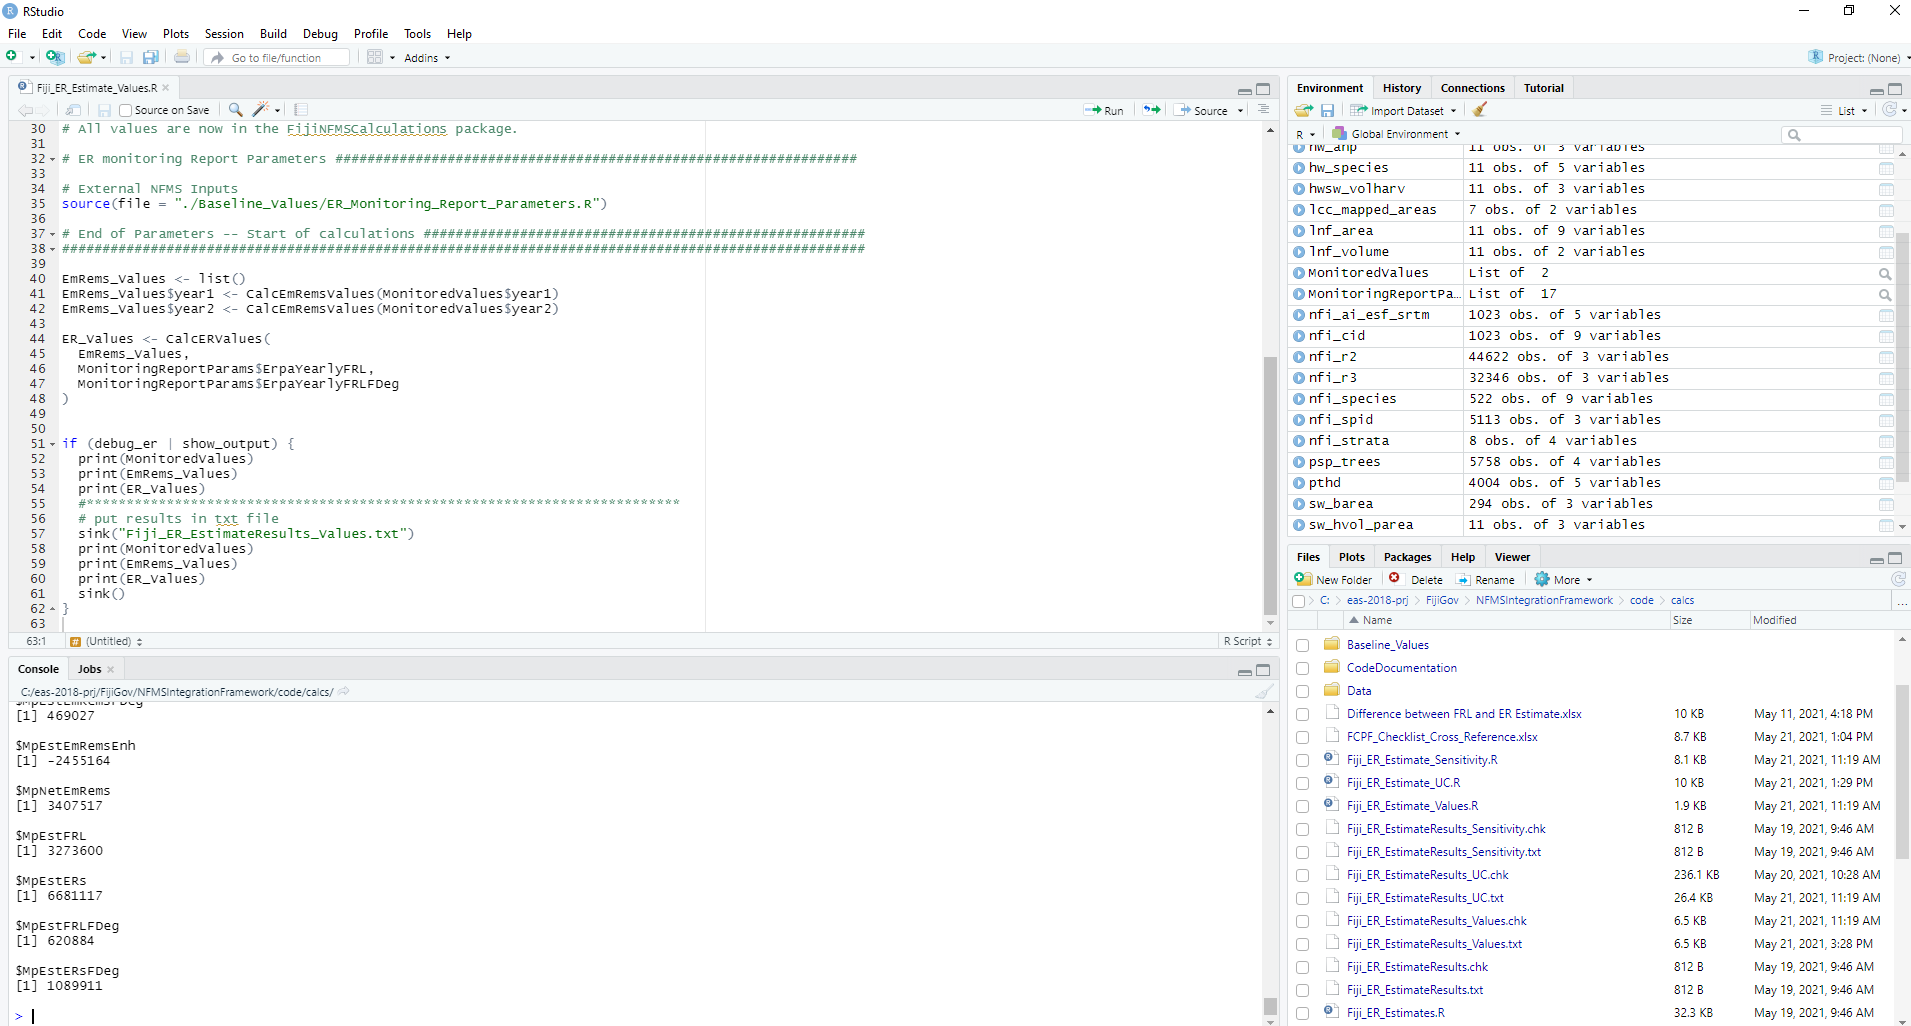 RStudio
File Edit Code View Plots Session Build Debug Profile Tools Help
Go to file/function Addins Project: (None)
Fiji_ER_Estimate_Values.R
Source on Save Run Source
30 # All values are now in the FijiNFMSCalculations package.
31
32 # ER monitoring Report Parameters #################################################################
33
34 # External NFMS Inputs
35 source(file = "./Baseline_Values/ER_Monitoring_Report_Parameters.R")
36
37 # End of Parameters -- Start of calculations #######################################################
38 ####################################################################################################
39
40 EmRems_Values <- list()
41 EmRems_Values$year1 <- CalcEmRemsValues(MonitoredValues$year1)
42 EmRems_Values$year2 <- CalcEmRemsValues(MonitoredValues$year2)
43
44 ER_Values <- CalcERValues(
45 EmRems_Values,
46 MonitoringReportParams$ErpaYearlyFRL,
47 MonitoringReportParams$ErpaYearlyFRLFDeg
48 )
49
50
51 if (debug_er | show_output) {
52 print(MonitoredValues)
53 print(EmRems_Values)
54 print(ER_Values)
55 #**************************************************************************
56 # put results in txt file
57 sink("Fiji_ER_EstimateResults_Values.txt")
58 print(MonitoredValues)
59 print(EmRems_Values)
60 print(ER_Values)
61 sink()
62 }
63
63:1 (Untitled) R Script
Console Jobs
C:/eas-2018-prj/FijiGov/NFMSIntegrationFramework/code/calcs/
$MpEstEmRemsFDeg
[1] 469027
$MpEstEmRemsEnh
[1] -2455164
$MpNetEmRems
[1] 3407517
$MpEstFRL
[1] 3273600
$MpEstERs
[1] 6681117
$MpEstFRLFDeg
[1] 620884
$MpEstERsFDeg
[1] 1089911
>
Environment History Connections Tutorial
Import Dataset List
R Global Environment
hw_anp 11 obs. of 3 variables
hw_species 11 obs. of 5 variables
hwsw_volharv 11 obs. of 3 variables
lcc_mapped_areas 7 obs. of 2 variables
lnf_area 11 obs. of 9 variables
lnf_volume 11 obs. of 2 variables
MonitoredValues List of 2
MonitoringReportPa… List of 17
nfi_ai_esf_srtm 1023 obs. of 5 variables
nfi_cid 1023 obs. of 9 variables
nfi_r2 44622 obs. of 3 variables
nfi_r3 32346 obs. of 3 variables
nfi_species 522 obs. of 9 variables
nfi_spid 5113 obs. of 3 variables
nfi_strata 8 obs. of 4 variables
psp_trees 5758 obs. of 4 variables
pthd 4004 obs. of 5 variables
sw_barea 294 obs. of 3 variables
sw_hvol_parea 11 obs. of 3 variables
Files Plots Packages Help Viewer
New Folder Delete Rename More
C: > eas-2018-prj > FijiGov > NFMSIntegrationFramework > code > calcs ...
Name Size Modified
Baseline_Values
CodeDocumentation
Data
Difference between FRL and ER Estimate.xlsx 10 KB May 11, 2021, 4:18 PM
FCPF_Checklist_Cross_Reference.xlsx 8.7 KB May 21, 2021, 1:04 PM
Fiji_ER_Estimate_Sensitivity.R 8.1 KB May 21, 2021, 11:19 AM
Fiji_ER_Estimate_UC.R 10 KB May 21, 2021, 1:29 PM
Fiji_ER_Estimate_Values.R 1.9 KB May 21, 2021, 11:19 AM
Fiji_ER_EstimateResults_Sensitivity.chk 812 B May 19, 2021, 9:46 AM
Fiji_ER_EstimateResults_Sensitivity.txt 812 B May 19, 2021, 9:46 AM
Fiji_ER_EstimateResults_UC.chk 236.1 KB May 20, 2021, 10:28 AM
Fiji_ER_EstimateResults_UC.txt 26.4 KB May 21, 2021, 11:19 AM
Fiji_ER_EstimateResults_Values.chk 6.5 KB May 21, 2021, 11:19 AM
Fiji_ER_EstimateResults_Values.txt 6.5 KB May 21, 2021, 3:28 PM
Fiji_ER_EstimateResults.chk 812 B May 19, 2021, 9:46 AM
Fiji_ER_EstimateResults.txt 812 B May 19, 2021, 9:46 AM
Fiji_ER_Estimates.R 32.3 KB May 19, 2021, 9:46 AM